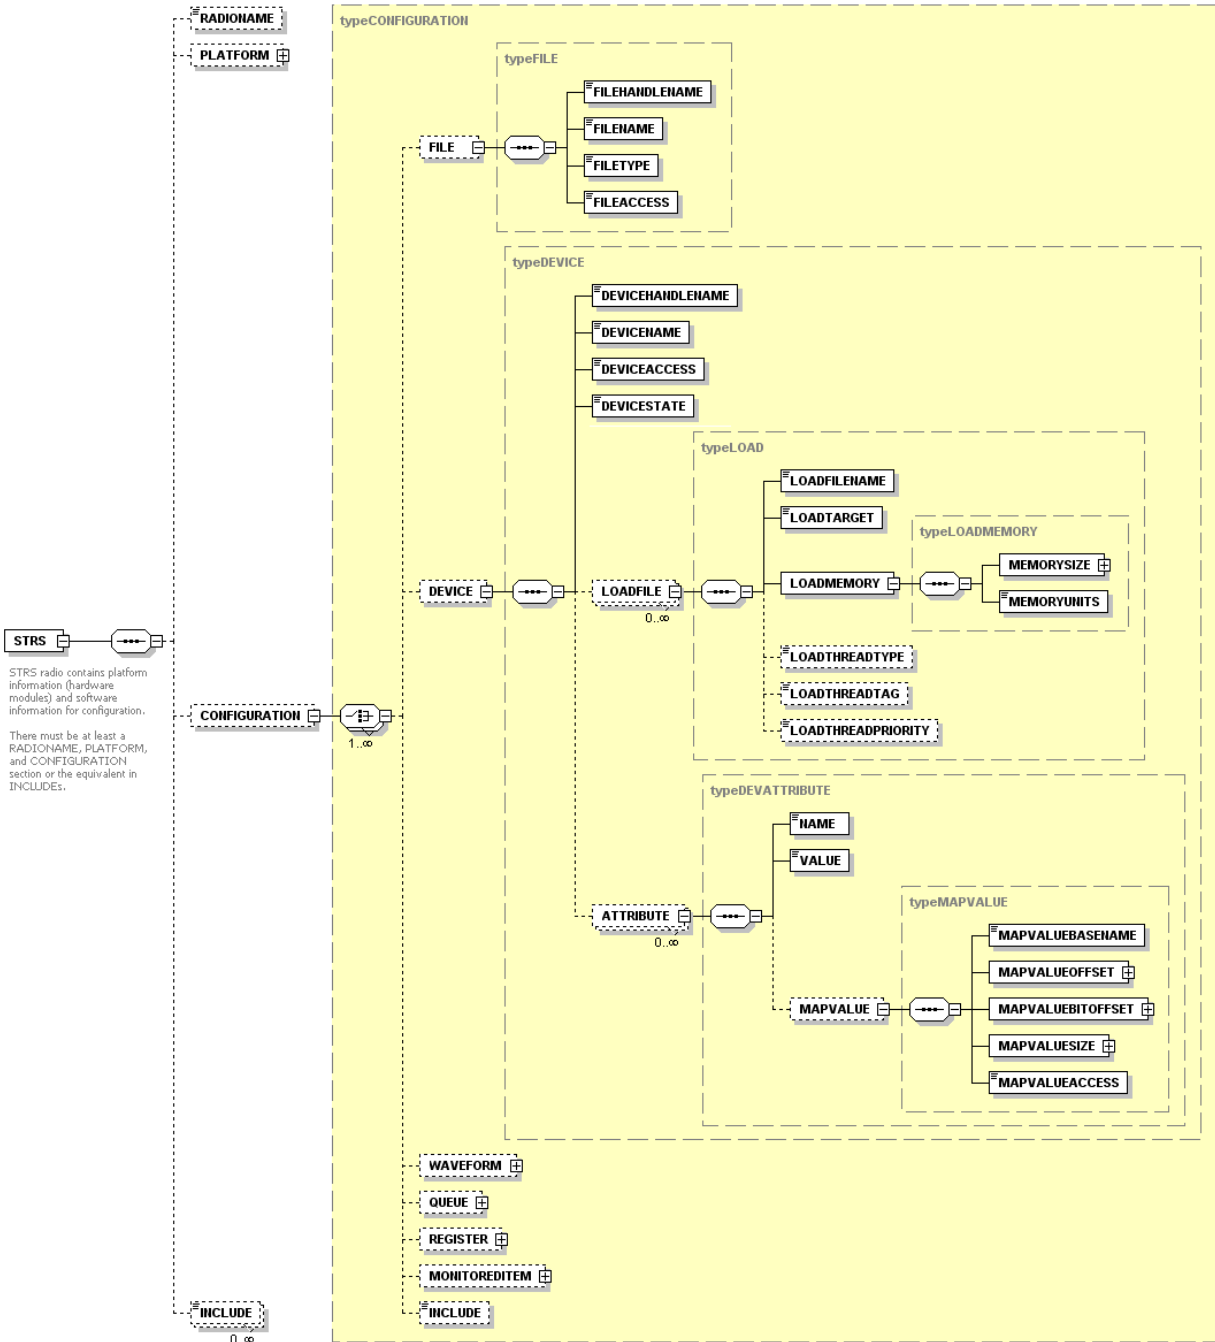 RADIONAME
PLATFORM
typeCONFIGURATION
typeFILE
FILEHANDLENAME
FILENAME
FILE
FILETYPE
FILEACCESS
typeDEVICE
DEVICEHANDLENAME
DEVICENAME
DEVICEACCESS
DEVICESTATE
typeLOAD
LOADFILENAME
LOADTARGET
typeLOADMEMORY
MEMORYSIZE
DEVICE
LOADFILE
0..∞
LOADMEMORY
MEMORYUNITS
LOADTHREADTYPE
LOADTHREADTAG
LOADTHREADPRIORITY
STRS
STRS radio contains platform
information (hardware
modules) and software
information for configuration.
There must be at least a
RADIONAME, PLATFORM,
and CONFIGURATION
section or the equivalent in
INCLUDEs.
CONFIGURATION
1..∞
typeDEVATTRIBUTE
NAME
VALUE
ATTRIBUTE
0..∞
typeMAPVALUE
MAPVALUEBASENAME
MAPVALUEOFFSET
MAPVALUE
MAPVALUEBITOFFSET
MAPVALUESIZE
MAPVALUEACCESS
WAVEFORM
QUEUE
REGISTER
MONITOREDITEM
INCLUDE
INCLUDE
0..∞